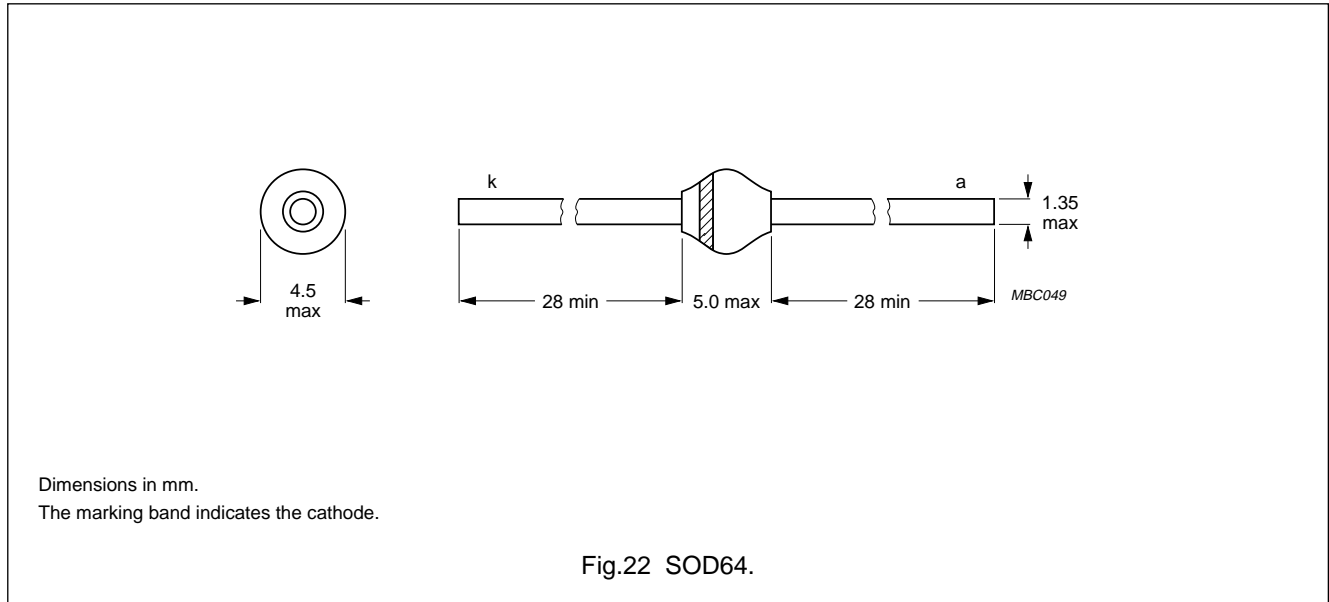 k
a
1.35
max
4.5
max
28 min
5.0 max
28 min
MBC049
Dimensions in mm.
The marking band indicates the cathode.
Fig.22 SOD64.